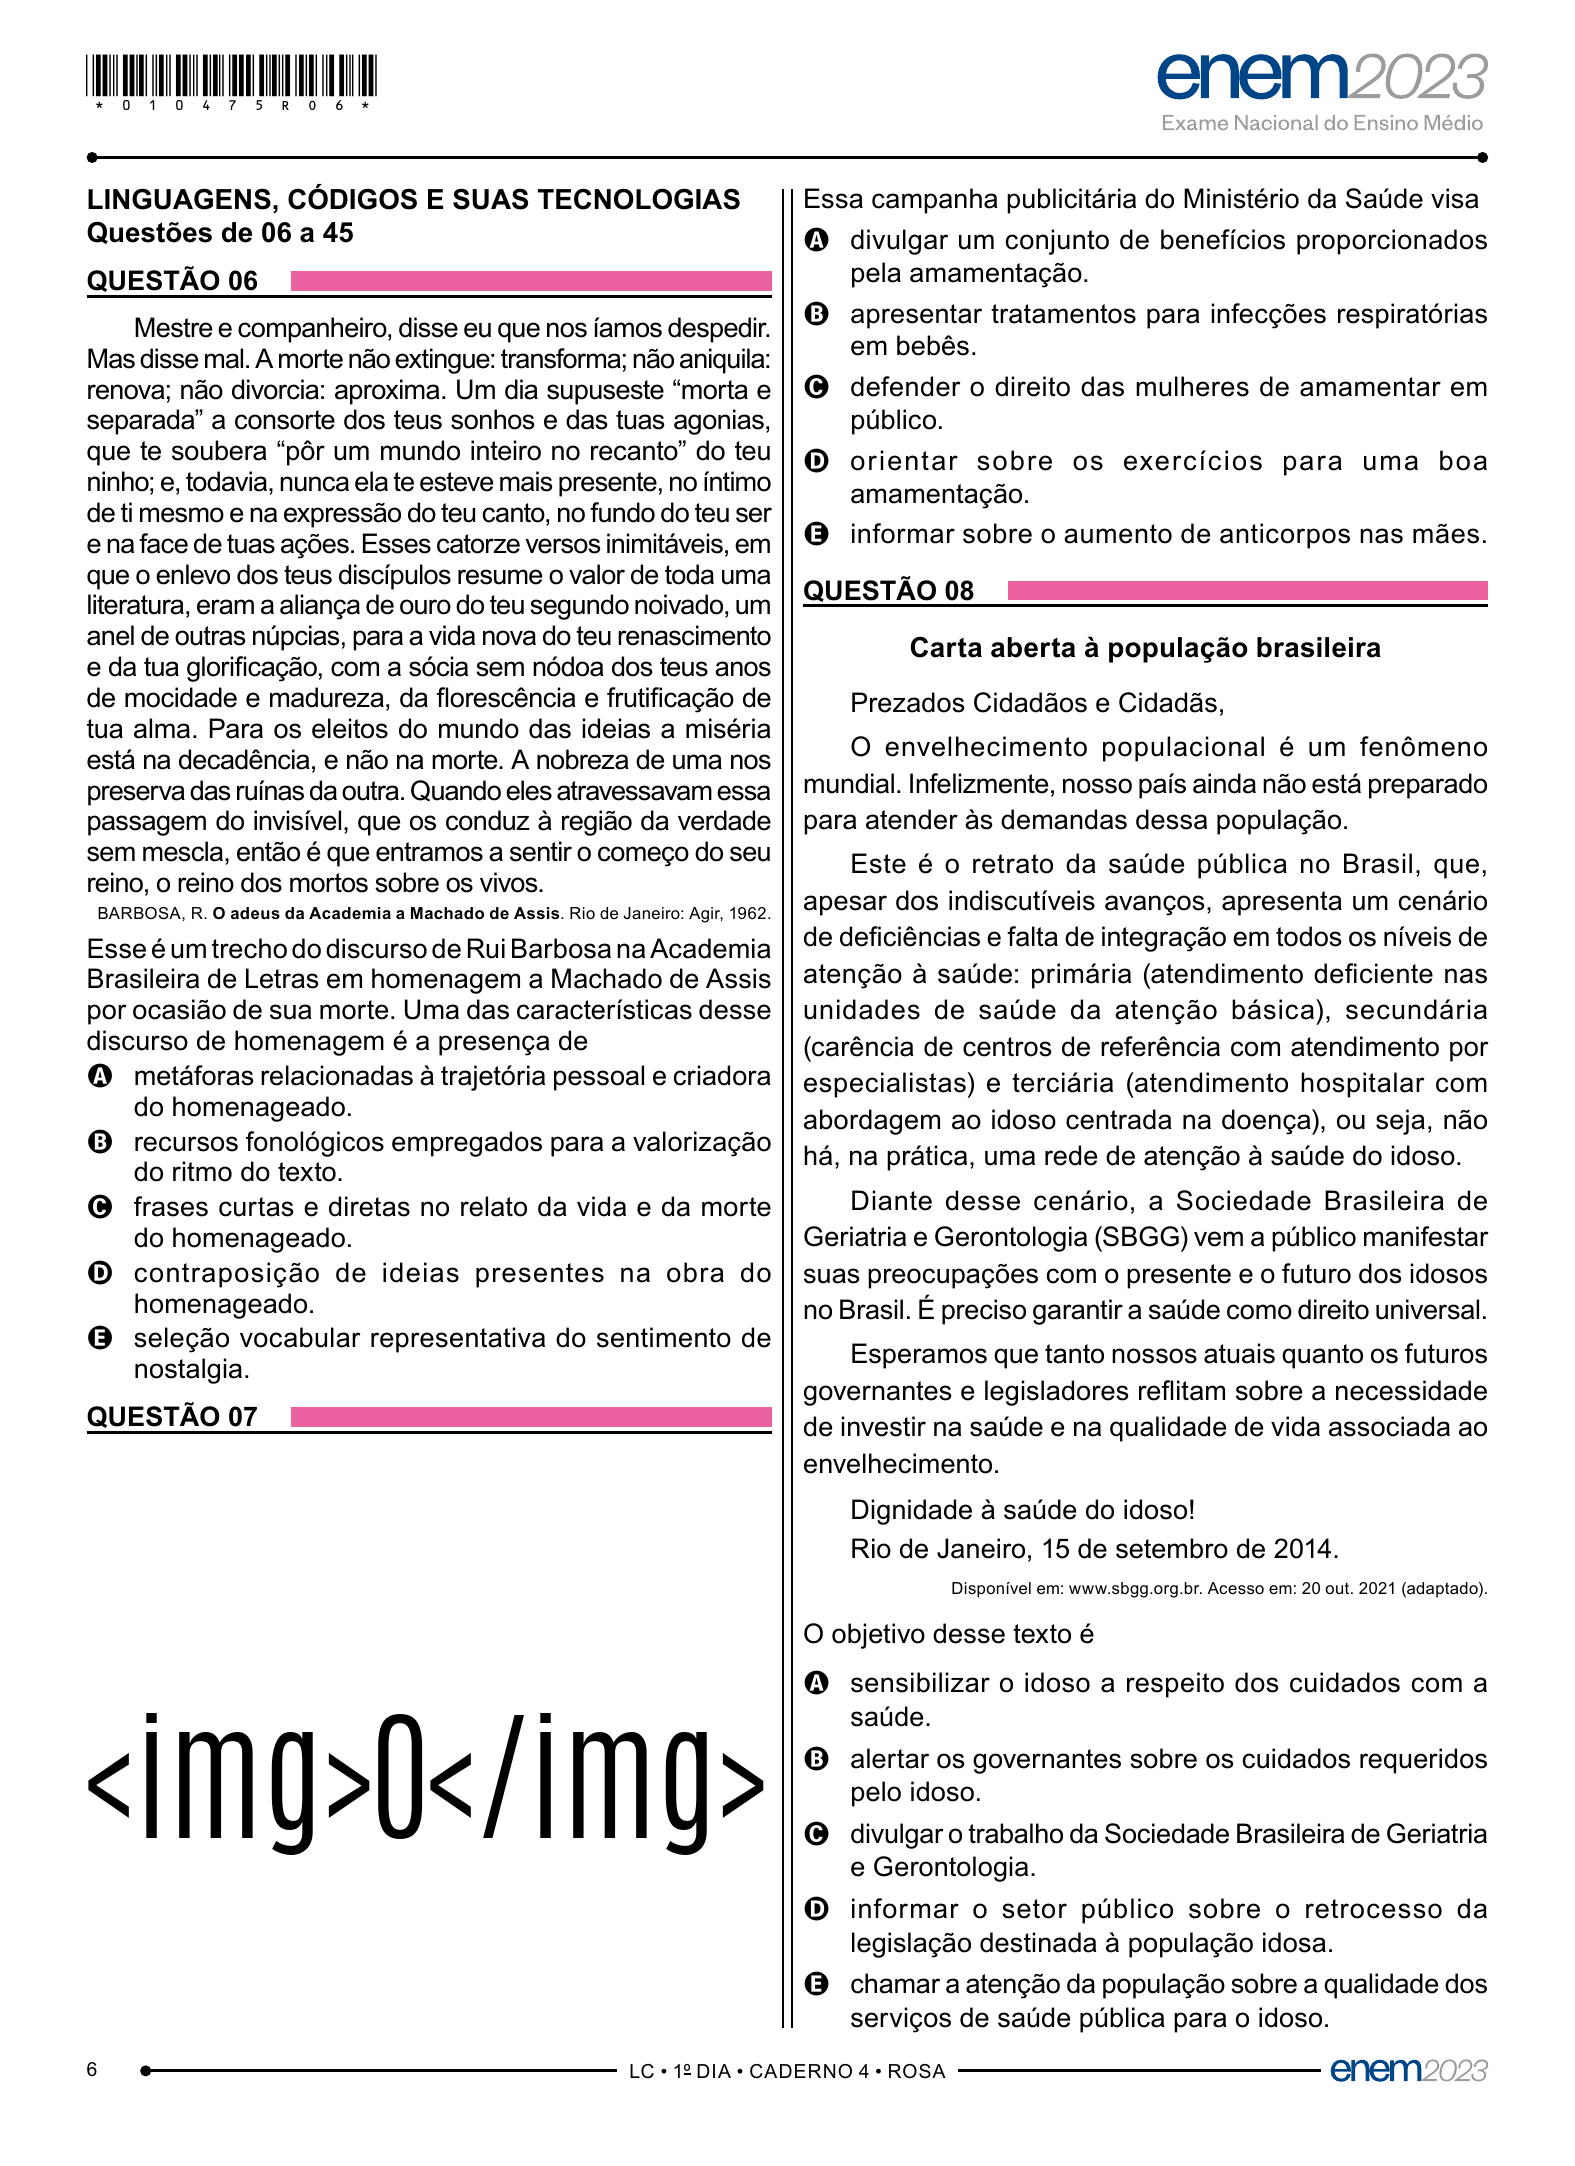 *010475R06*
enem2023
Exame Nacional do Ensino Médio
LINGUAGENS, CÓDIGOS E SUAS TECNOLOGIAS
Questões de 06 a 45
QUESTÃO 06
Mestre e companheiro, disse eu que nos íamos despedir.
Mas disse mal. A morte não extingue: transforma; não aniquila:
renova; não divorcia: aproxima. Um dia supuseste “morta e
separada” a consorte dos teus sonhos e das tuas agonias,
que te soubera “pôr um mundo inteiro no recanto” do teu
ninho; e, todavia, nunca ela te esteve mais presente, no íntimo
de ti mesmo e na expressão do teu canto, no fundo do teu ser
e na face de tuas ações. Esses catorze versos inimitáveis, em
que o enlevo dos teus discípulos resume o valor de toda uma
literatura, eram a aliança de ouro do teu segundo noivado, um
anel de outras núpcias, para a vida nova do teu renascimento
e da tua glorificação, com a sócia sem nódoa dos teus anos
de mocidade e madureza, da florescência e frutificação de
tua alma. Para os eleitos do mundo das ideias a miséria
está na decadência, e não na morte. A nobreza de uma nos
preserva das ruínas da outra. Quando eles atravessavam essa
passagem do invisível, que os conduz à região da verdade
sem mescla, então é que entramos a sentir o começo do seu
reino, o reino dos mortos sobre os vivos.
BARBOSA, R. O adeus da Academia a Machado de Assis. Rio de Janeiro: Agir, 1962.
Esse é um trecho do discurso de Rui Barbosa na Academia
Brasileira de Letras em homenagem a Machado de Assis
por ocasião de sua morte. Uma das características desse
discurso de homenagem é a presença de
A metáforas relacionadas à trajetória pessoal e criadora
do homenageado.
B recursos fonológicos empregados para a valorização
do ritmo do texto.
C frases curtas e diretas no relato da vida e da morte
do homenageado.
D contraposição de ideias presentes na obra do
homenageado.
E seleção vocabular representativa do sentimento de
nostalgia.
QUESTÃO 07
<img>0</img>
Essa campanha publicitária do Ministério da Saúde visa
A divulgar um conjunto de benefícios proporcionados
pela amamentação.
B apresentar tratamentos para infecções respiratórias
em bebês.
C defender o direito das mulheres de amamentar em
público.
D orientar sobre os exercícios para uma boa
amamentação.
E informar sobre o aumento de anticorpos nas mães.
QUESTÃO 08
Carta aberta à população brasileira
Prezados Cidadãos e Cidadãs,
O envelhecimento populacional é um fenômeno
mundial. Infelizmente, nosso país ainda não está preparado
para atender às demandas dessa população.
Este é o retrato da saúde pública no Brasil, que,
apesar dos indiscutíveis avanços, apresenta um cenário
de deficiências e falta de integração em todos os níveis de
atenção à saúde: primária (atendimento deficiente nas
unidades de saúde da atenção básica), secundária
(carência de centros de referência com atendimento por
especialistas) e terciária (atendimento hospitalar com
abordagem ao idoso centrada na doença), ou seja, não
há, na prática, uma rede de atenção à saúde do idoso.
Diante desse cenário, a Sociedade Brasileira de
Geriatria e Gerontologia (SBGG) vem a público manifestar
suas preocupações com o presente e o futuro dos idosos
no Brasil. É preciso garantir a saúde como direito universal.
Esperamos que tanto nossos atuais quanto os futuros
governantes e legisladores reflitam sobre a necessidade
de investir na saúde e na qualidade de vida associada ao
envelhecimento.
Dignidade à saúde do idoso!
Rio de Janeiro, 15 de setembro de 2014.
Disponível em: www.sbgg.org.br. Acesso em: 20 out. 2021 (adaptado).
O objetivo desse texto é
A sensibilizar o idoso a respeito dos cuidados com a
saúde.
B alertar os governantes sobre os cuidados requeridos
pelo idoso.
C divulgar o trabalho da Sociedade Brasileira de Geriatria
e Gerontologia.
D informar o setor público sobre o retrocesso da
legislação destinada à população idosa.
E chamar a atenção da população sobre a qualidade dos
serviços de saúde pública para o idoso.
6
LC • 1º DIA • CADERNO 4 • ROSA
enem2023